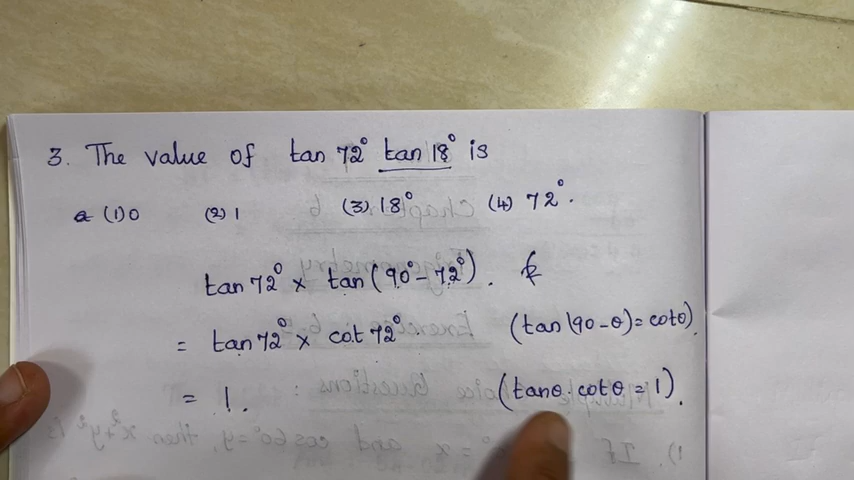 3. The value of tan 72° tan 18° is
(1) 0 (2) 1 (3) 18° (4) 72°.
tan 72° × tan (90° – 72°).
= tan 72° × cot 72° (tan (90 – θ) = cot θ)
= 1. (tan θ · cot θ = 1).